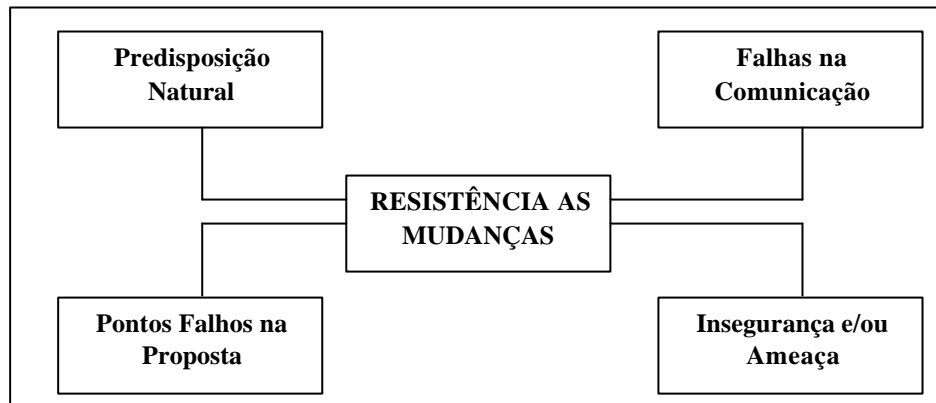 Predisposição
Natural
Falhas na
Comunicação
RESISTÊNCIA AS
MUDANÇAS
Pontos Falhos na
Proposta
Insegurança e/ou
Ameaça